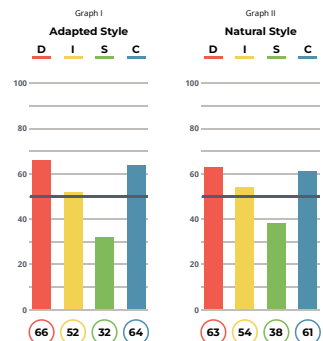 Graph I
Adapted Style
D I S C
100
80
60
40
20
0
66 52 32 64
Graph II
Natural Style
D I S C
100
80
60
40
20
0
63 54 38 61